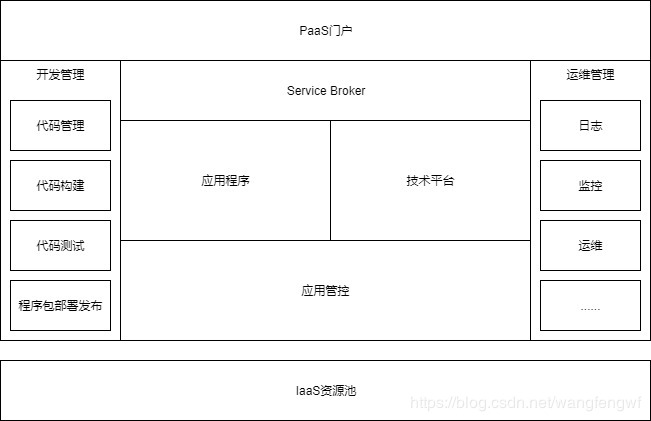 PaaS门户
开发管理
代码管理
代码构建
代码测试
程序包部署发布
Service Broker
应用程序
技术平台
应用管控
运维管理
日志
监控
运维
......
IaaS资源池
https://blog.csdn.net/wangfengwf